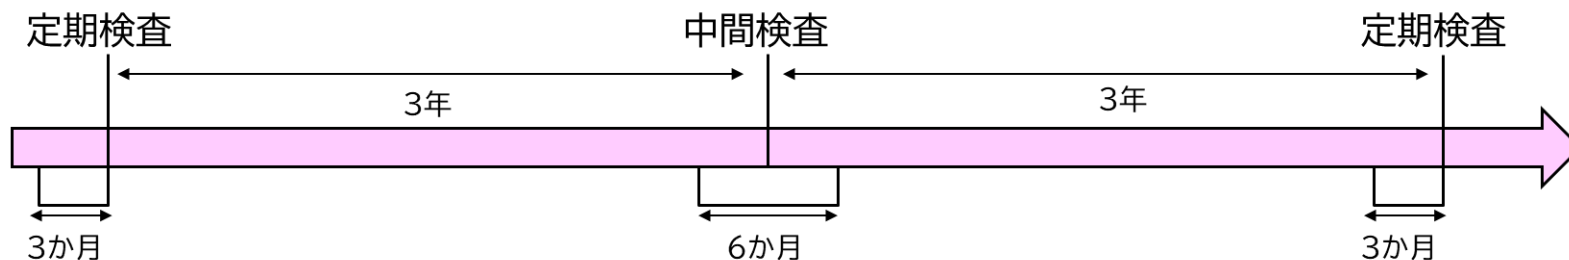 定期検査
中間検査
定期検査
3年
3年
3か月
6か月
3か月